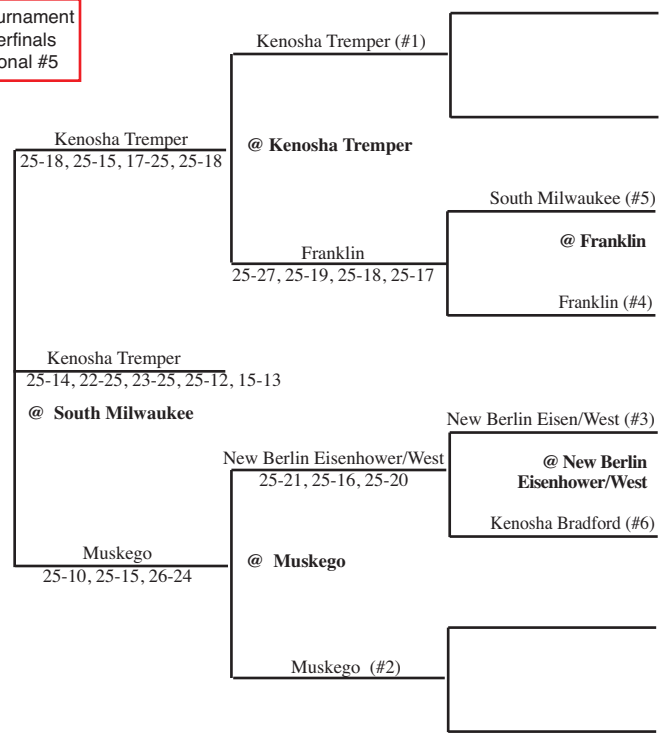 urnament
erfinals
onal #5
Kenosha Tremper (#1)
Kenosha Tremper
25-18, 25-15, 17-25, 25-18
@ Kenosha Tremper
South Milwaukee (#5)
@ Franklin
Franklin
25-27, 25-19, 25-18, 25-17
Franklin (#4)
Kenosha Tremper
25-14, 22-25, 23-25, 25-12, 15-13
@ South Milwaukee
New Berlin Eisen/West (#3)
New Berlin Eisenhower/West
25-21, 25-16, 25-20
@ New Berlin
Eisenhower/West
Kenosha Bradford (#6)
Muskego
25-10, 25-15, 26-24
@ Muskego
Muskego (#2)